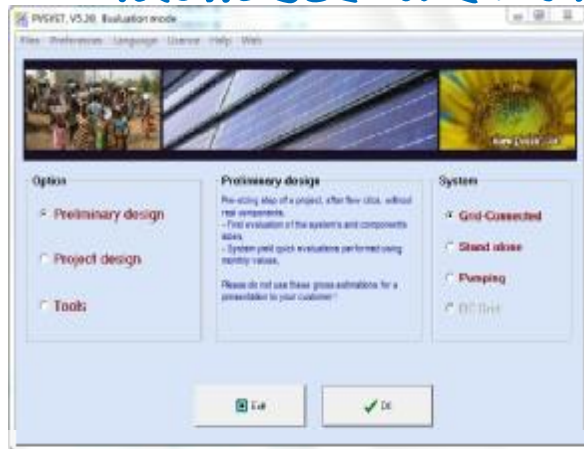 PVSYST, V5.20, Evaluation mode
Files Preferences Language Licence Help Web
Option
Preliminary design
Project design
Tools
Preliminary design
Pre-sizing step of a project, after few clics, without
real components.
- First evaluation of the system's and components
sizes,
- System yield quick evaluations performed using
monthly values.
Please do not use these gross estimations for a
presentation to your customer!
System
Grid-Connected
Stand alone
Pumping
DC Grid
Exit
OK